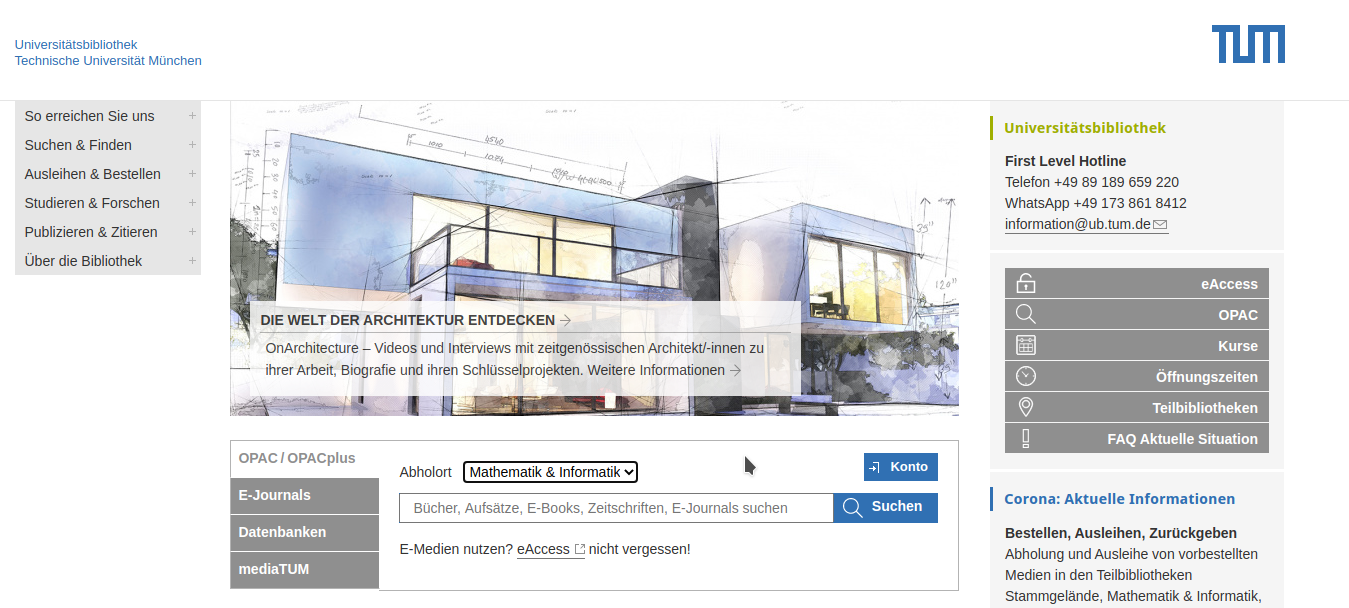 Universitätsbibliothek
Technische Universität München
TUM
So erreichen Sie uns
Suchen & Finden
Ausleihen & Bestellen
Studieren & Forschen
Publizieren & Zitieren
Über die Bibliothek
4540
1010
DIE WELT DER ARCHITEKTUR ENTDECKEN
OnArchitecture – Videos und Interviews mit zeitgenössischen Architekt/-innen zu
ihrer Arbeit, Biografie und ihren Schlüsselprojekten. Weitere Informationen
OPAC / OPACplus
E-Journals
Datenbanken
mediaTUM
Abholort Mathematik & Informatik
Konto
Bücher, Aufsätze, E-Books, Zeitschriften, E-Journals suchen
Suchen
E-Medien nutzen? eAccess nicht vergessen!
Universitätsbibliothek
First Level Hotline
Telefon +49 89 189 659 220
WhatsApp +49 173 861 8412
information@ub.tum.de
eAccess
OPAC
Kurse
Öffnungszeiten
Teilbibliotheken
FAQ Aktuelle Situation
Corona: Aktuelle Informationen
Bestellen, Ausleihen, Zurückgeben
Abholung und Ausleihe von vorbestellten
Medien in den Teilbibliotheken
Stammgelände, Mathematik & Informatik,